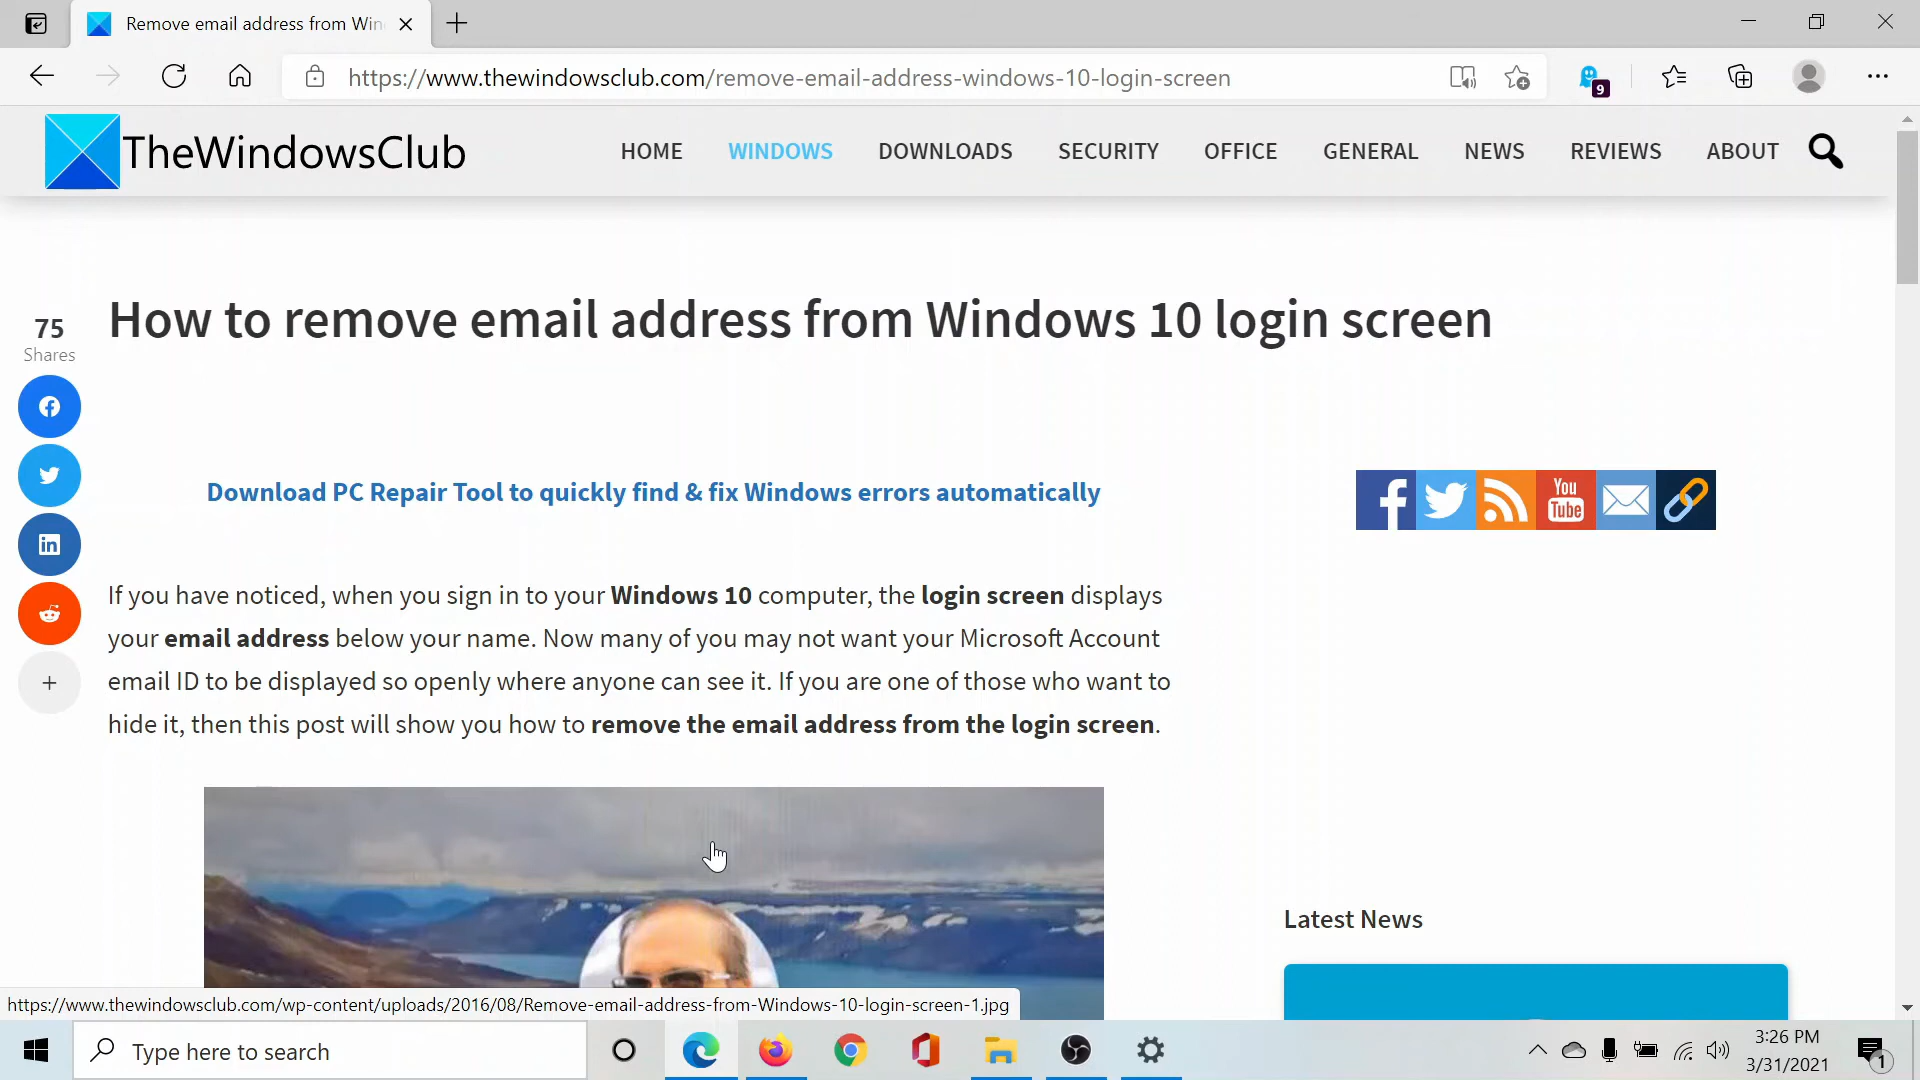 Remove email address from Win
https://www.thewindowsclub.com/remove-email-address-windows-10-login-screen
9
TheWindowsClub
HOME WINDOWS DOWNLOADS SECURITY OFFICE GENERAL NEWS REVIEWS ABOUT
How to remove email address from Windows 10 login screen
75
Shares
Download PC Repair Tool to quickly find & fix Windows errors automatically
You
Tube
If you have noticed, when you sign in to your Windows 10 computer, the login screen displays
your email address below your name. Now many of you may not want your Microsoft Account
email ID to be displayed so openly where anyone can see it. If you are one of those who want to
hide it, then this post will show you how to remove the email address from the login screen.
Latest News
https://www.thewindowsclub.com/wp-content/uploads/2016/08/Remove-email-address-from-Windows-10-login-screen-1.jpg
Type here to search
3:26 PM
3/31/2021
1